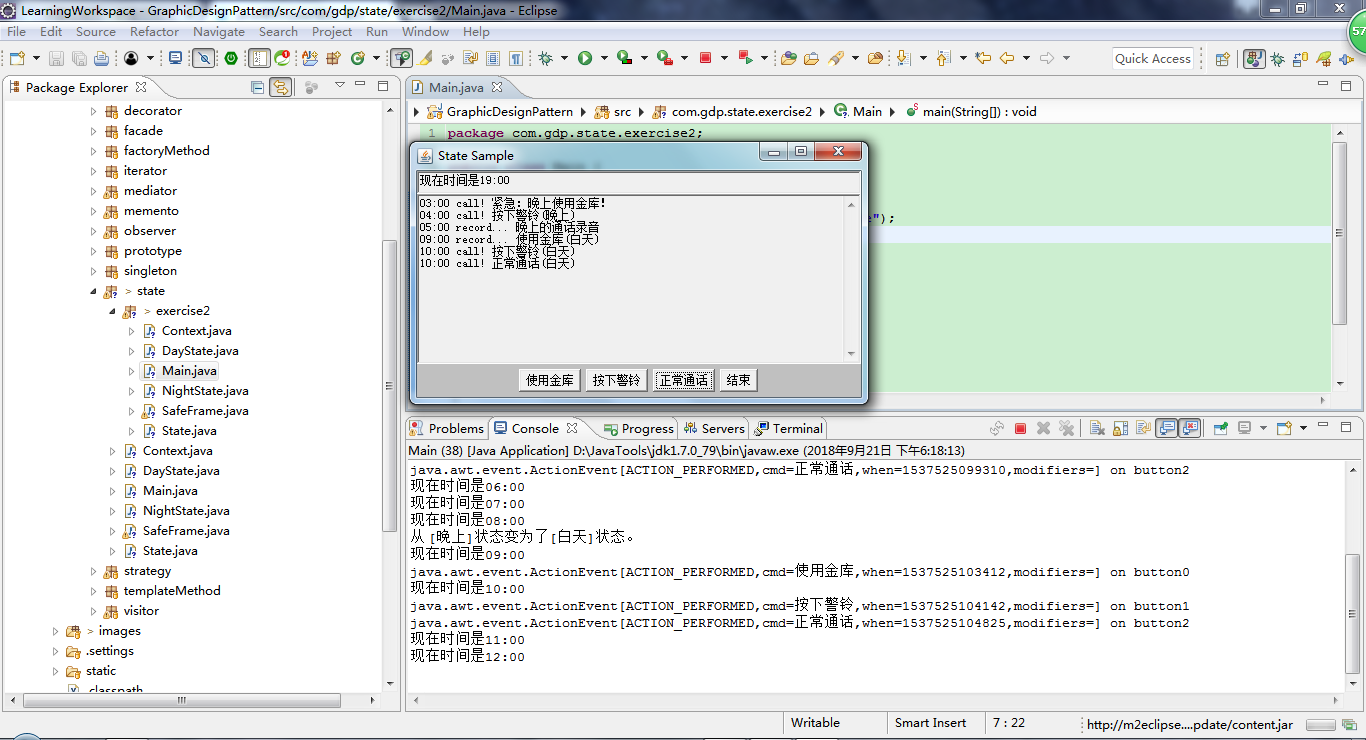 LearningWorkspace - GraphicDesignPattern/src/com/gdp/state/exercise2/Main.java - Eclipse
57
File Edit Source Refactor Navigate Search Project Run Window Help
Quick Access
Package Explorer
Main.java
GraphicDesignPattern src com.gdp.state.exercise2 Main main(String[]) : void
decorator
facade
factoryMethod
iterator
mediator
memento
observer
prototype
singleton
> state
> exercise2
Context.java
DayState.java
Main.java
NightState.java
SafeFrame.java
State.java
Context.java
DayState.java
Main.java
NightState.java
SafeFrame.java
State.java
strategy
templateMethod
visitor
> images
.settings
static
.classpath
1 package com.gdp.state.exercise2;
");
State Sample
现在时间是19:00
03:00 call! 紧急：晚上使用金库！
04:00 call! 按下警铃(晚上)
05:00 record... 晚上的通话录音
09:00 record... 使用金库(白天)
10:00 call! 按下警铃(白天)
10:00 call! 正常通话(白天)
使用金库 按下警铃 正常通话 结束
Problems Console Progress Servers Terminal
Main (38) [Java Application] D:\JavaTools\jdk1.7.0_79\bin\javaw.exe (2018年9月21日 下午6:18:13)
java.awt.event.ActionEvent[ACTION_PERFORMED,cmd=正常通话,when=1537525099310,modifiers=] on button2
现在时间是06:00
现在时间是07:00
现在时间是08:00
从[晚上]状态变为了[白天]状态。
现在时间是09:00
java.awt.event.ActionEvent[ACTION_PERFORMED,cmd=使用金库,when=1537525103412,modifiers=] on button0
现在时间是10:00
java.awt.event.ActionEvent[ACTION_PERFORMED,cmd=按下警铃,when=1537525104142,modifiers=] on button1
java.awt.event.ActionEvent[ACTION_PERFORMED,cmd=正常通话,when=1537525104825,modifiers=] on button2
现在时间是11:00
现在时间是12:00
Writable Smart Insert 7 : 22 http://m2eclipse....pdate/content.jar